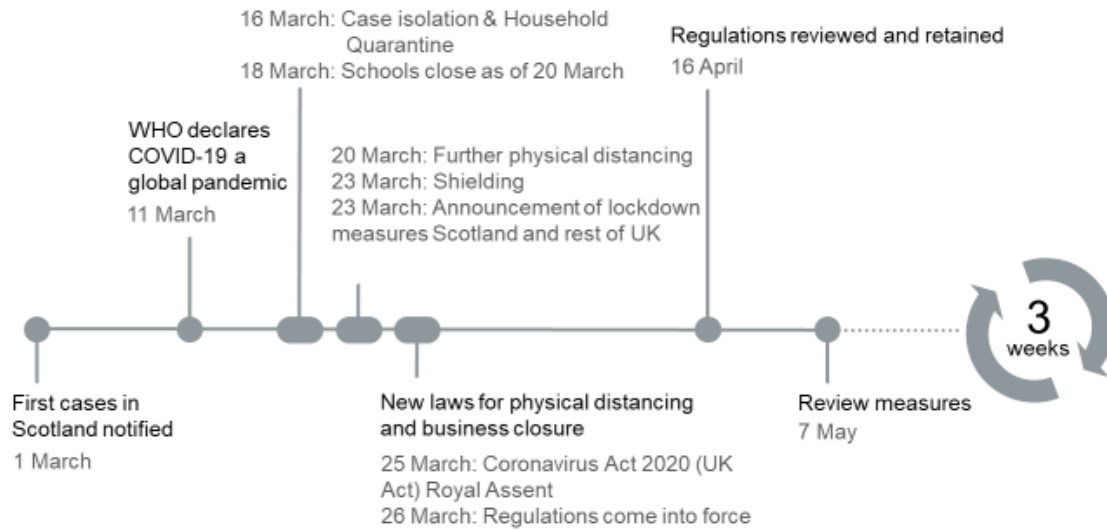 16 March: Case isolation & Household
Quarantine
18 March: Schools close as of 20 March
Regulations reviewed and retained
16 April
WHO declares
COVID-19 a
global pandemic
11 March
20 March: Further physical distancing
23 March: Shielding
23 March: Announcement of lockdown
measures Scotland and rest of UK
3
weeks
First cases in
Scotland notified
1 March
New laws for physical distancing
and business closure
25 March: Coronavirus Act 2020 (UK
Act) Royal Assent
26 March: Regulations come into force
Review measures
7 May